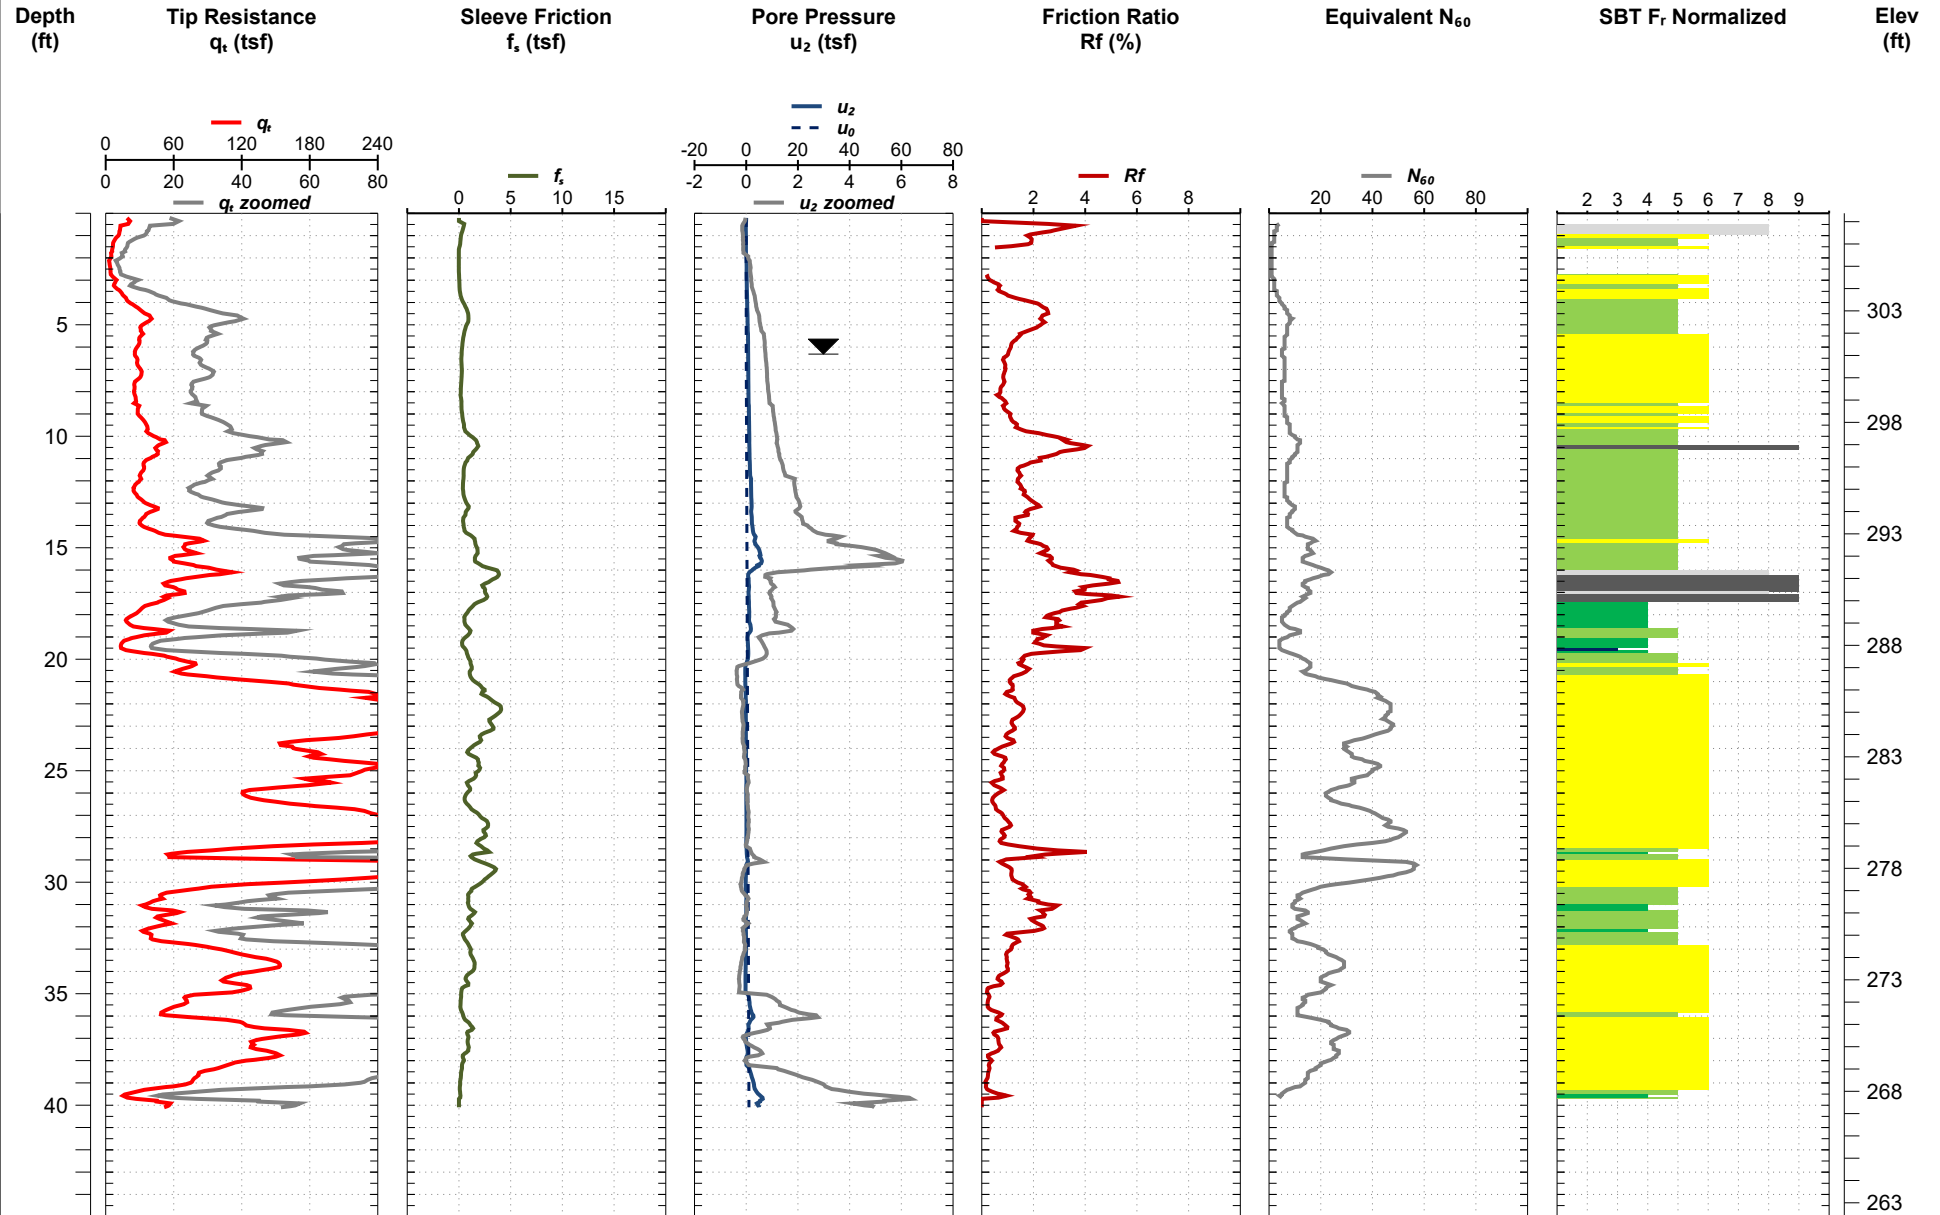 Depth Tip Resistance Sleeve Friction Pore Pressure Friction Ratio Equivalent N₆₀ SBT Fᵣ Normalized Elev
(ft) qₜ (tsf) fₛ (tsf) u₂ (tsf) Rf (%) (ft)
u₂
qₜ u₀
0 60 120 180 240 -20 0 20 40 60 80
fₛ Rf N₆₀
0 20 40 60 80 -2 0 2 4 6 8
0 5 10 15 2 4 6 8 20 40 60 80 2 3 4 5 6 7 8 9
qₜ zoomed u₂ zoomed
5 303
10 298
15 293
20 288
25 283
30 278
35 273
40 268
263